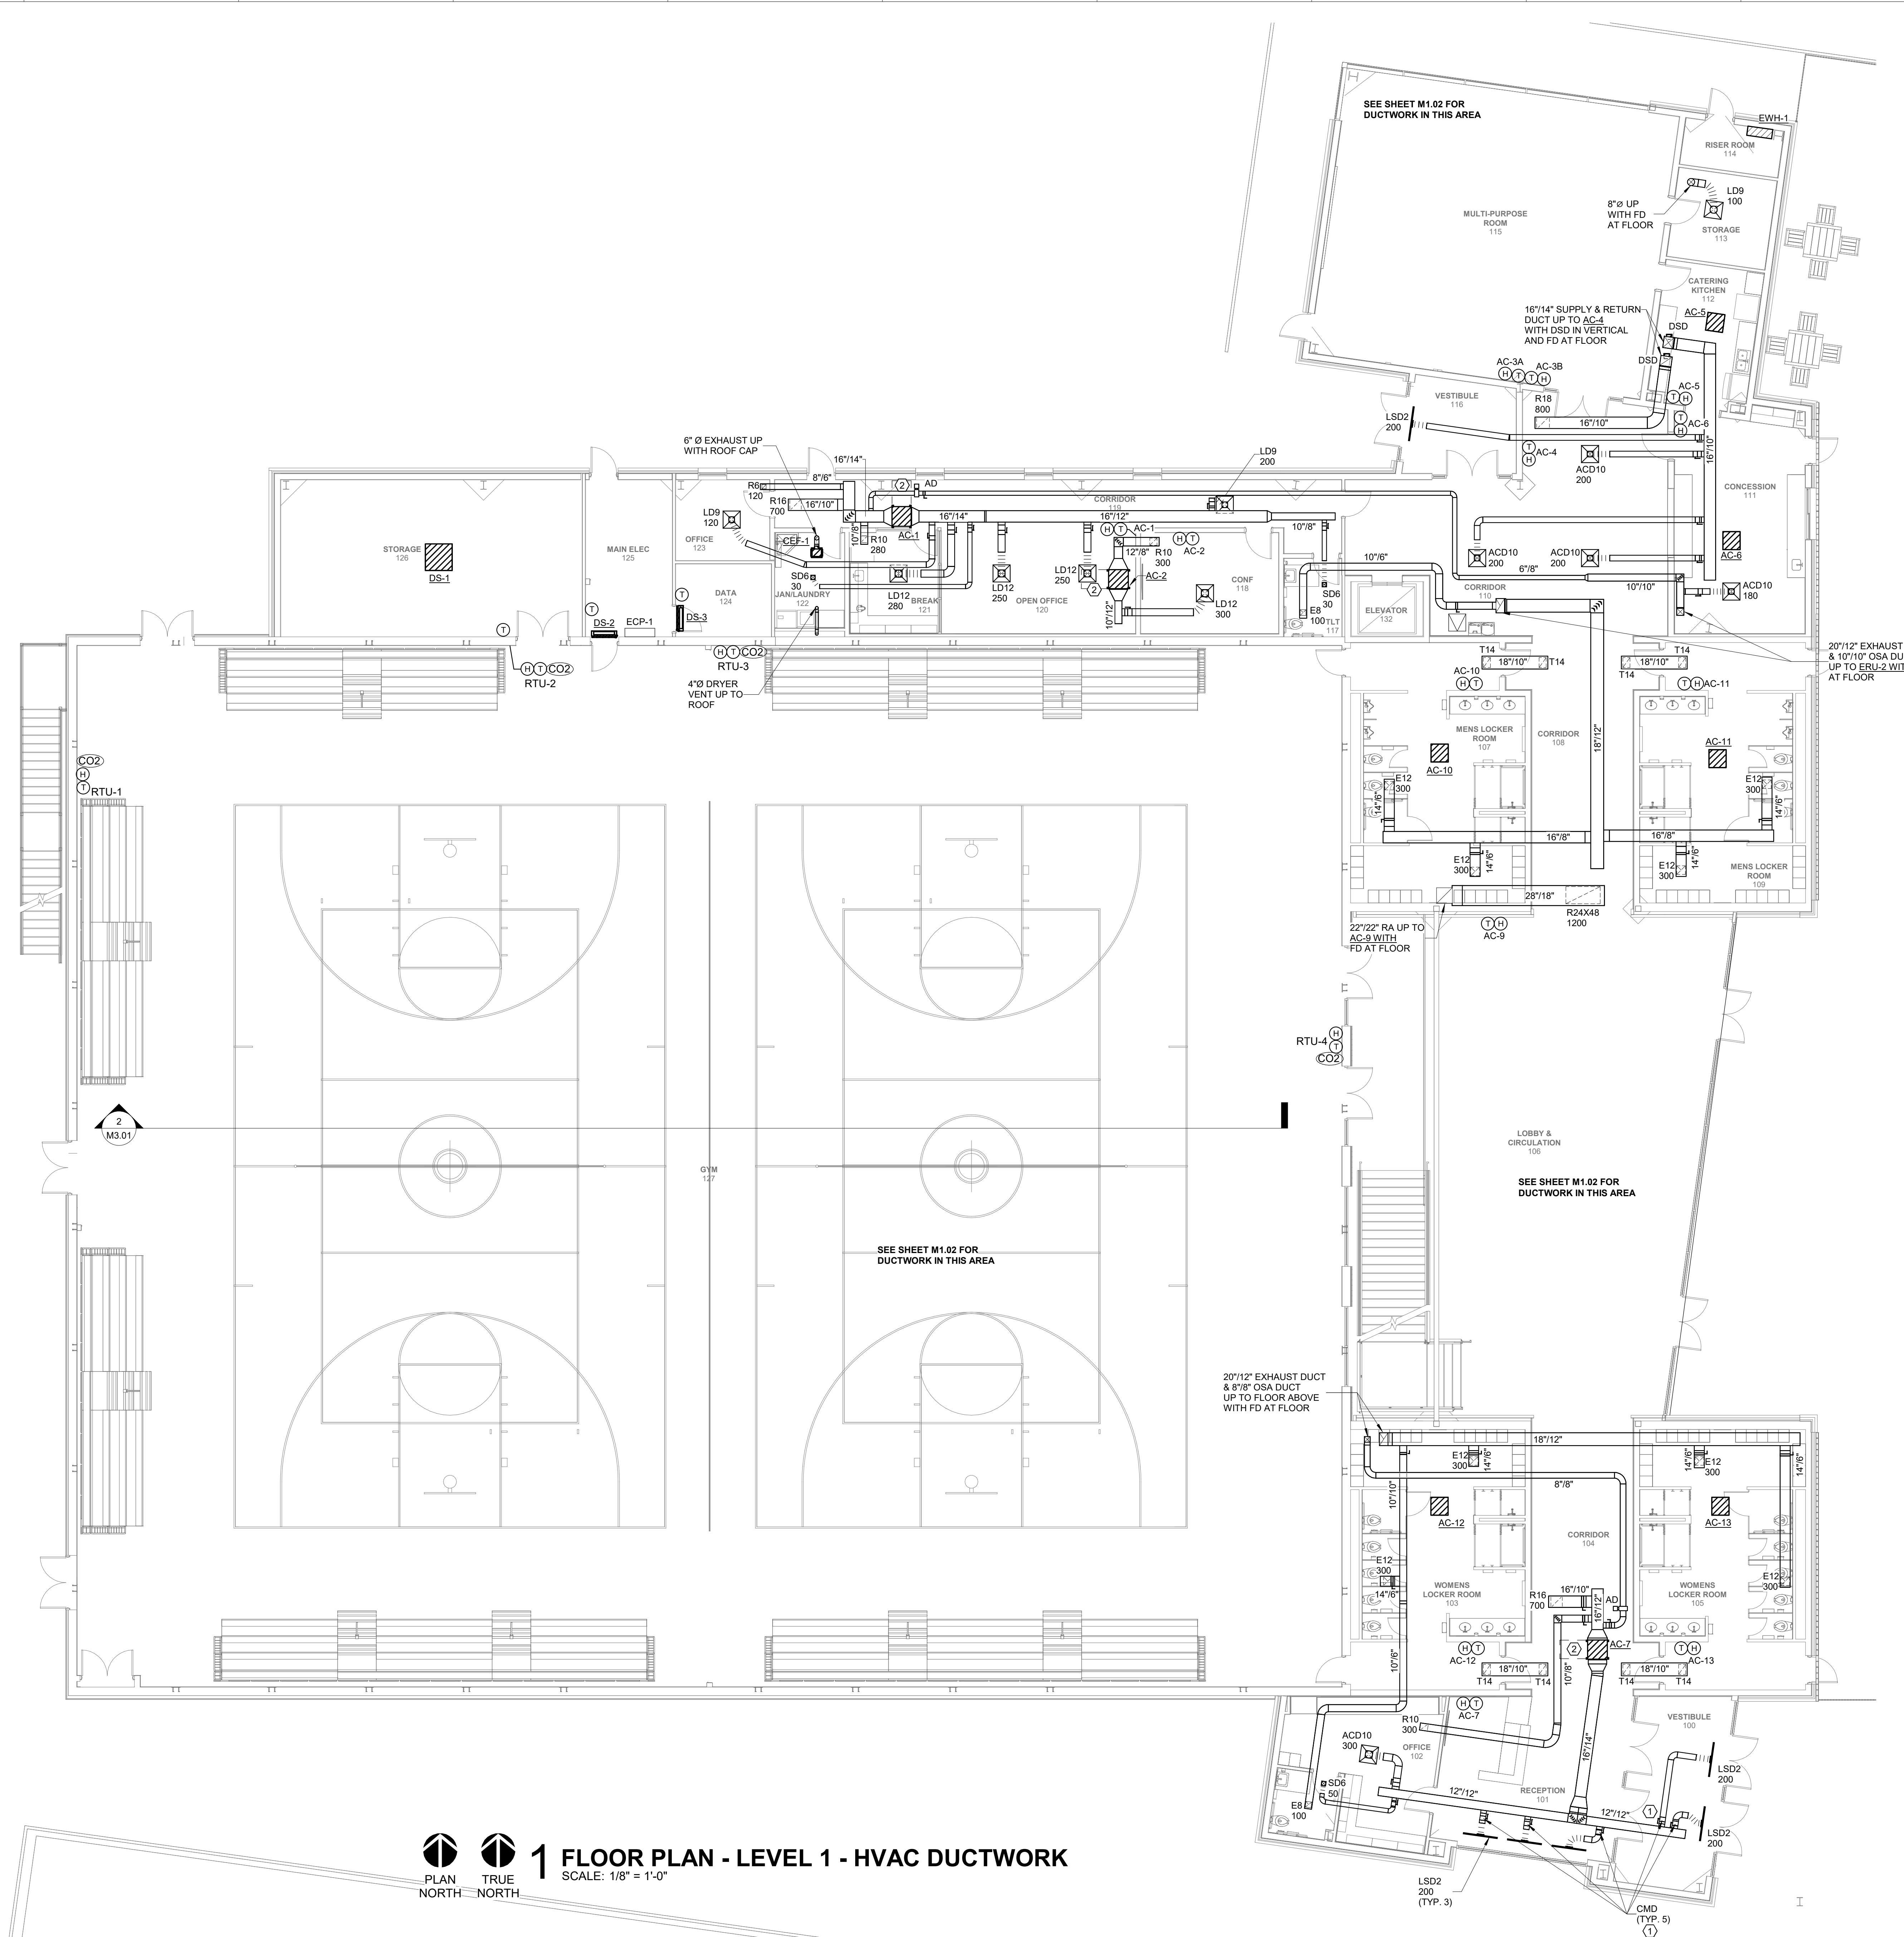 SEE SHEET M1.02 FOR
DUCTWORK IN THIS AREA
EWH-1
RISER ROOM
114
LD9
100
8"ø UP
WITH FD
AT FLOOR
STORAGE
113
MULTI-PURPOSE
ROOM
115
CATERING
KITCHEN
112
AC-5
16"/14" SUPPLY & RETURN
DUCT UP TO AC-4
WITH DSD IN VERTICAL
AND FD AT FLOOR
DSD
DSD
AC-3A
AC-3B
H T T H
AC-5
T H
R18
800
16"/10"
VESTIBULE
116
LSD2
200
T
H
AC-6
T
H
AC-4
16"/10"
ACD10
200
CONCESSION
111
AC-6
6" Ø EXHAUST UP
WITH ROOF CAP
16"/14"
8"/6"
R6
120
R16
700
16"/10"
2
AD
LD9
200
CORRIDOR
119
LD9
120
OFFICE
123
CEF-1
10"/8"
R10
280
AC-1
16"/14"
16"/12"
H T
AC-1
H T
AC-2
10"/8"
12"/8"
R10
300
AC-2
2
10"/12"
STORAGE
126
DS-1
MAIN ELEC
125
DATA
124
SD6
30
JAN/LAUNDRY
122
LD12
280
BREAK
121
LD12
250
OPEN OFFICE
120
LD12
250
CONF
118
LD12
300
E8
100
SD6
30
TLT
117
10"/6"
ELEVATOR
132
CORRIDOR
110
ACD10
200
ACD10
200
6"/8"
10"/10"
ACD10
180
T
T
T
DS-2
ECP-1
DS-3
H T CO2
RTU-2
H T CO2
RTU-3
4"Ø DRYER
VENT UP TO
ROOF
20"/12" EXHAUST
& 10"/10" OSA DU
UP TO ERU-2 WIT
AT FLOOR
T14
18"/10"
T14
AC-10
H T
T14
18"/10"
T14
T H
AC-11
MENS LOCKER
ROOM
107
CORRIDOR
108
18"/12"
AC-10
AC-11
E12
300
14"/6"
E12
300
14"/6"
16"/8"
16"/8"
E12
300
14"/6"
E12
300
14"/6"
MENS LOCKER
ROOM
109
28"/18"
R24X48
1200
22"/22" RA UP TO
AC-9 WITH
FD AT FLOOR
T H
AC-9
CO2
H
T
RTU-1
RTU-4
H
T
CO2
2
M3.01
GYM
127
LOBBY &
CIRCULATION
106
SEE SHEET M1.02 FOR
DUCTWORK IN THIS AREA
SEE SHEET M1.02 FOR
DUCTWORK IN THIS AREA
20"/12" EXHAUST DUCT
& 8"/8" OSA DUCT
UP TO FLOOR ABOVE
WITH FD AT FLOOR
18"/12"
E12
300
14"/6"
14"/6"
E12
300
14"/6"
8"/8"
10"/10"
AC-12
AC-13
CORRIDOR
104
E12
300
14"/6"
WOMENS
LOCKER ROOM
103
WOMENS
LOCKER ROOM
105
E12
300
R16
700
16"/10"
16"/12"
AD
2
AC-7
H T
AC-12
T H
AC-13
10"/6"
18"/10"
T14
T14
10"/8"
18"/10"
T14
T14
H T
AC-7
R10
300
OFFICE
102
ACD10
300
16"/14"
VESTIBULE
100
LSD2
200
SD6
50
E8
100
12"/12"
RECEPTION
101
12"/12"
1
LSD2
200
LSD2
200
(TYP. 3)
CMD
(TYP. 5)
1
PLAN
NORTH
TRUE
NORTH
1 FLOOR PLAN - LEVEL 1 - HVAC DUCTWORK
SCALE: 1/8" = 1'-0"